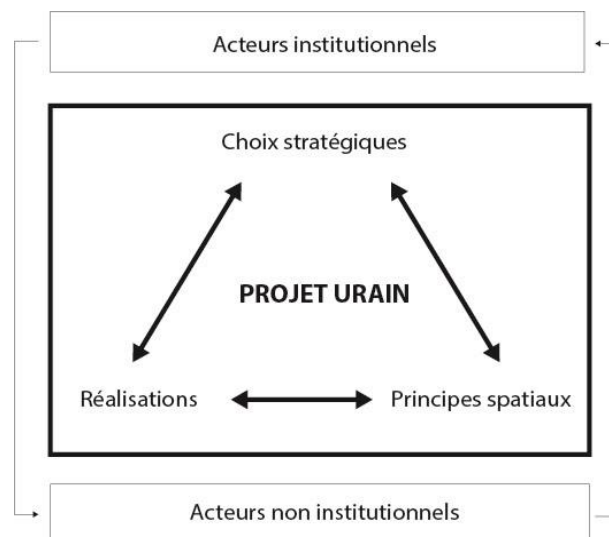 Acteurs institutionnels
Choix stratégiques
PROJET URAIN
Réalisations
Principes spatiaux
Acteurs non institutionnels